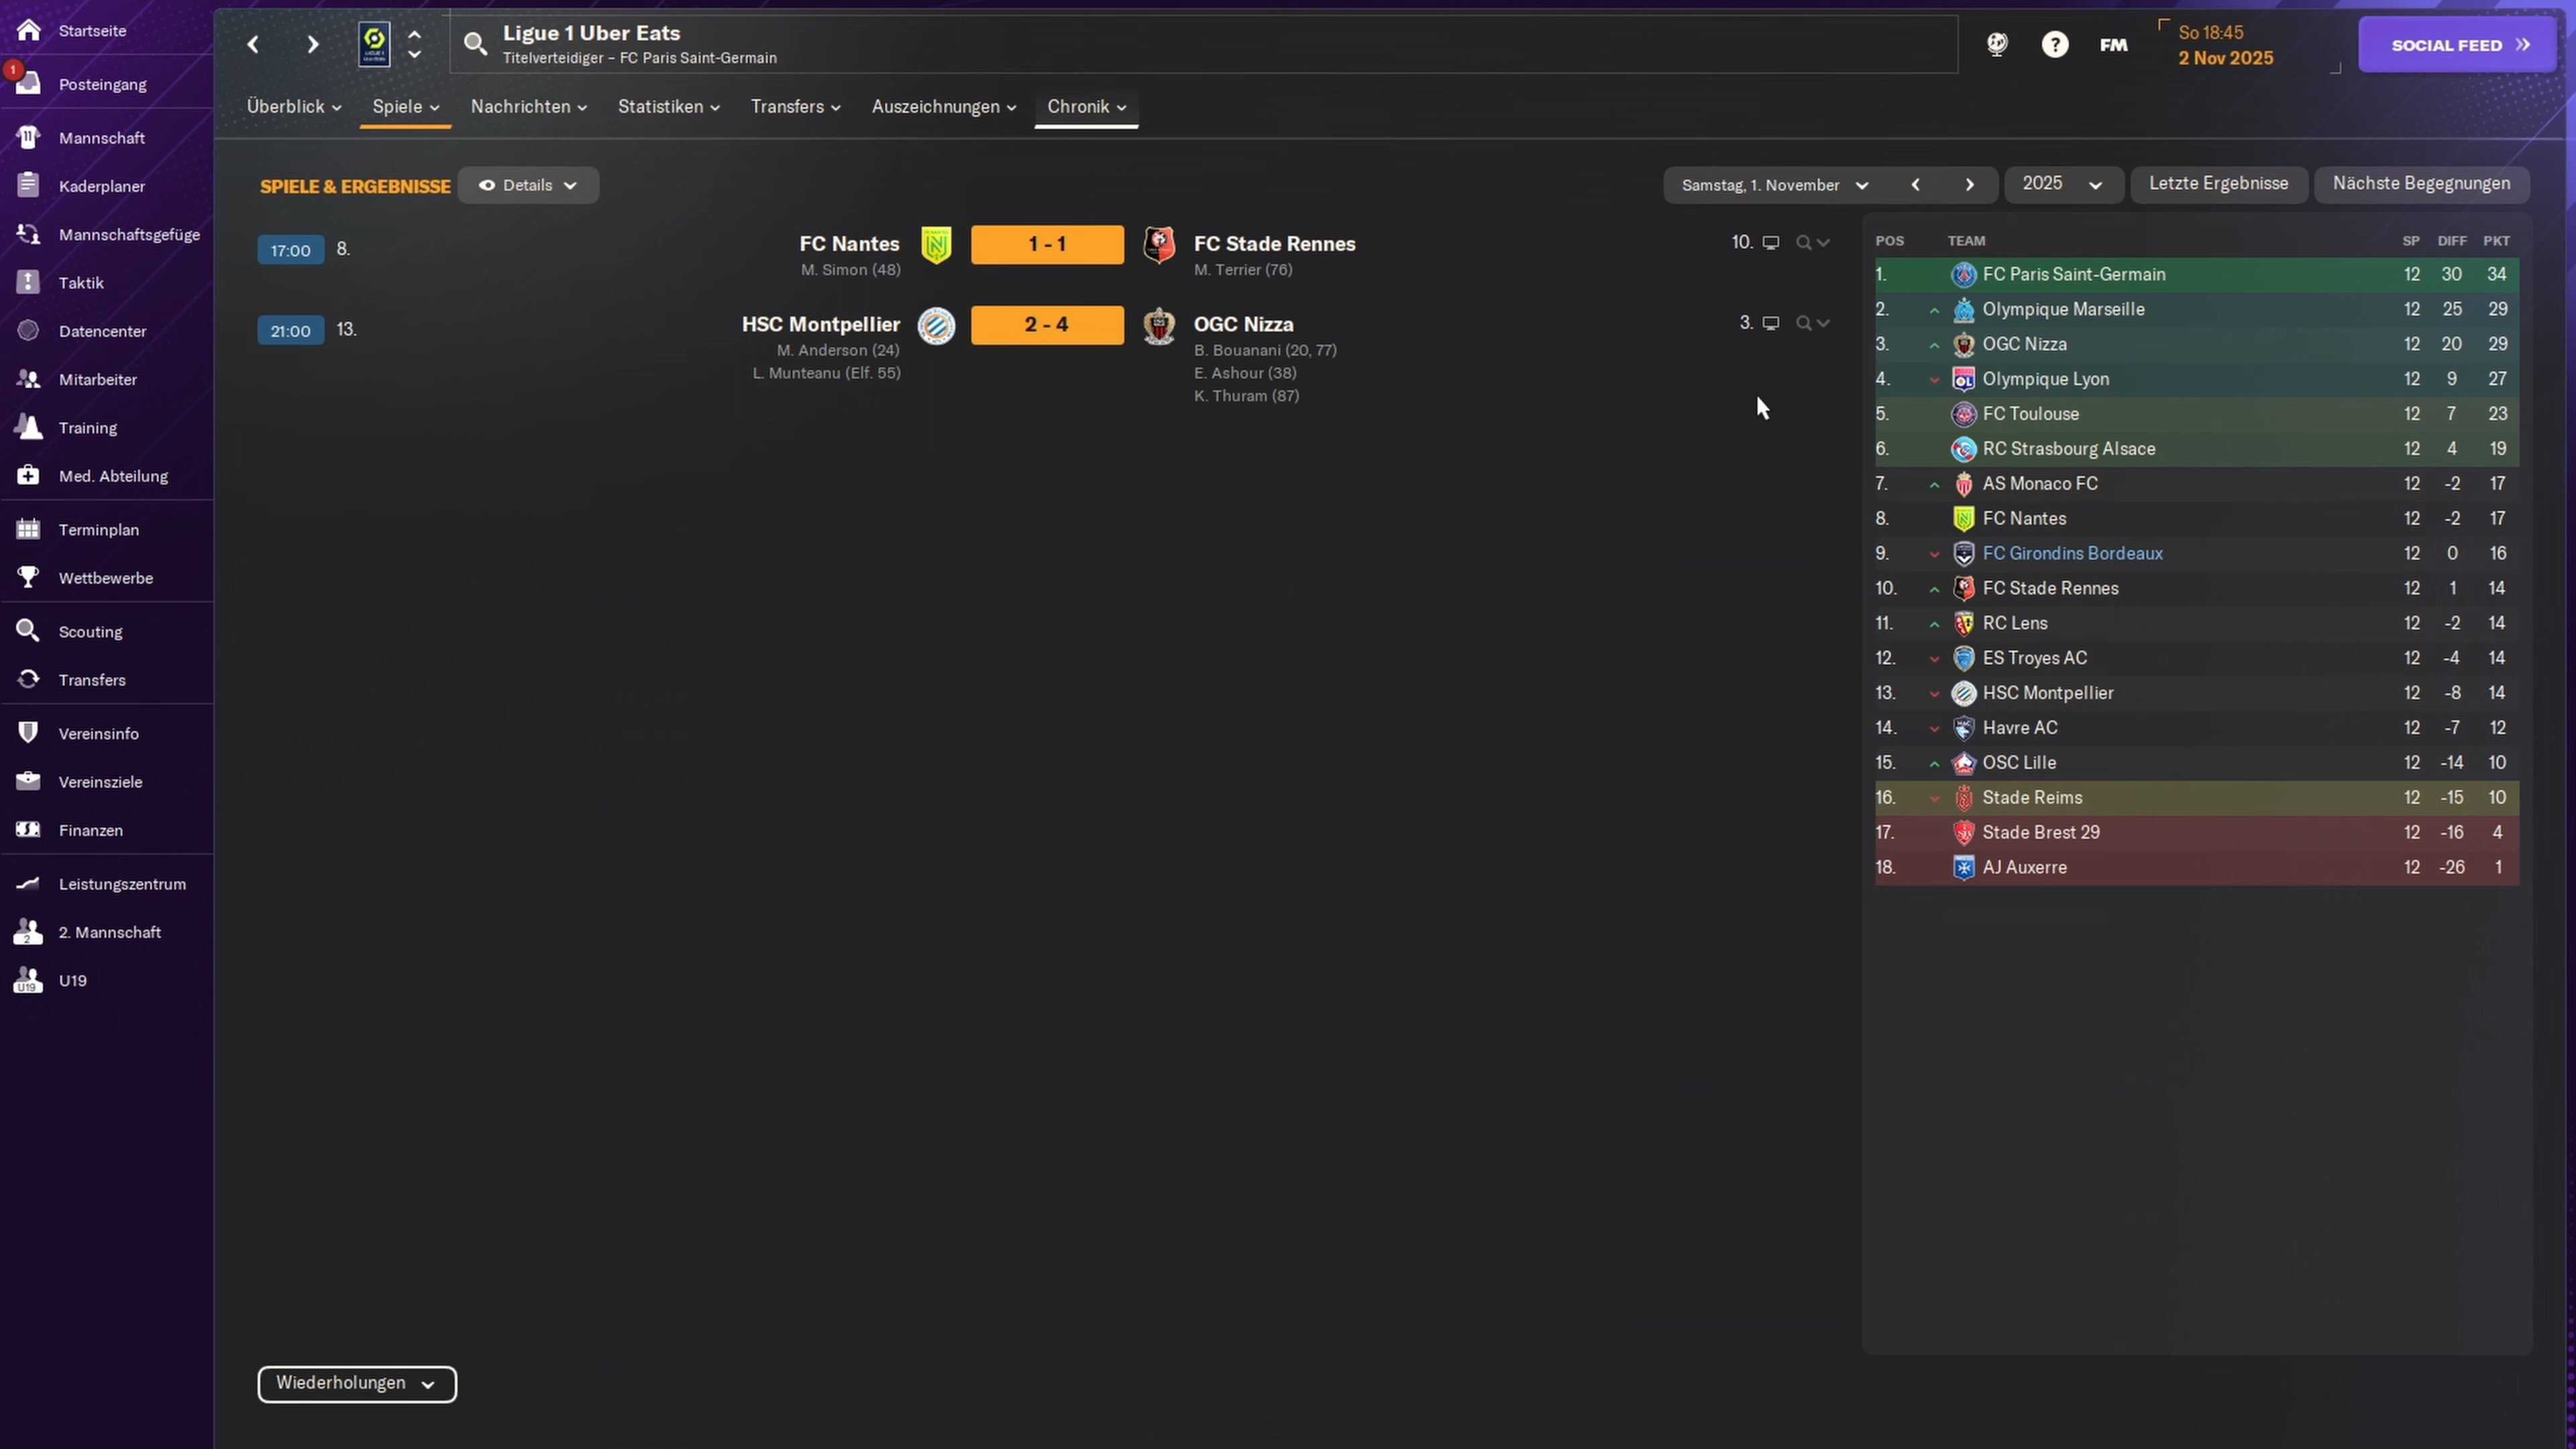 Startseite
1
Posteingang
Mannschaft
Kaderplaner
Mannschaftsgefüge
Taktik
Datencenter
Mitarbeiter
Training
Med. Abteilung
Terminplan
Wettbewerbe
Scouting
Transfers
Vereinsinfo
Vereinsziele
Finanzen
Leistungszentrum
2. Mannschaft
U19
Ligue 1 Uber Eats
Titelverteidiger – FC Paris Saint-Germain
FM
So 18:45
2 Nov 2025
SOCIAL FEED
Überblick Spiele Nachrichten Statistiken Transfers Auszeichnungen Chronik
SPIELE & ERGEBNISSE Details
Samstag, 1. November 2025 Letzte Ergebnisse Nächste Begegnungen
17:00 8. FC Nantes 1 - 1 FC Stade Rennes 10.
M. Simon (48) M. Terrier (76)
21:00 13. HSC Montpellier 2 - 4 OGC Nizza 3.
M. Anderson (24) B. Bouanani (20, 77)
L. Munteanu (Elf. 55) E. Ashour (38)
K. Thuram (87)
POS TEAM SP DIFF PKT
1. FC Paris Saint-Germain 12 30 34
2. Olympique Marseille 12 25 29
3. OGC Nizza 12 20 29
4. Olympique Lyon 12 9 27
5. FC Toulouse 12 7 23
6. RC Strasbourg Alsace 12 4 19
7. AS Monaco FC 12 -2 17
8. FC Nantes 12 -2 17
9. FC Girondins Bordeaux 12 0 16
10. FC Stade Rennes 12 1 14
11. RC Lens 12 -2 14
12. ES Troyes AC 12 -4 14
13. HSC Montpellier 12 -8 14
14. Havre AC 12 -7 12
15. OSC Lille 12 -14 10
16. Stade Reims 12 -15 10
17. Stade Brest 29 12 -16 4
18. AJ Auxerre 12 -26 1
Wiederholungen